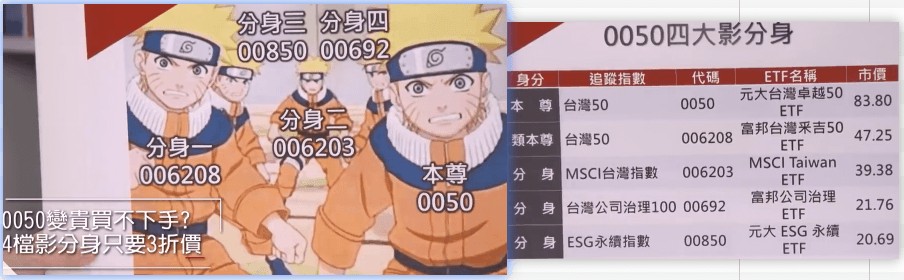 分身三 分身四
00850 00692
分身二
006203
分身一
006208
本尊
0050
0050變貴買不下手?
4檔影分身只要3折價
0050四大影分身
身分 追蹤指數 代碼 ETF名稱 市價
本 尊 台灣50 0050 元大台灣卓越50 ETF 83.80
類本尊 台灣50 006208 富邦台灣釆吉50 ETF 47.25
分 身 MSCI台灣指數 006203 MSCI Taiwan ETF 39.38
分 身 台灣公司治理100 00692 富邦公司治理 ETF 21.76
分 身 ESG永續指數 00850 元大 ESG 永續 ETF 20.69